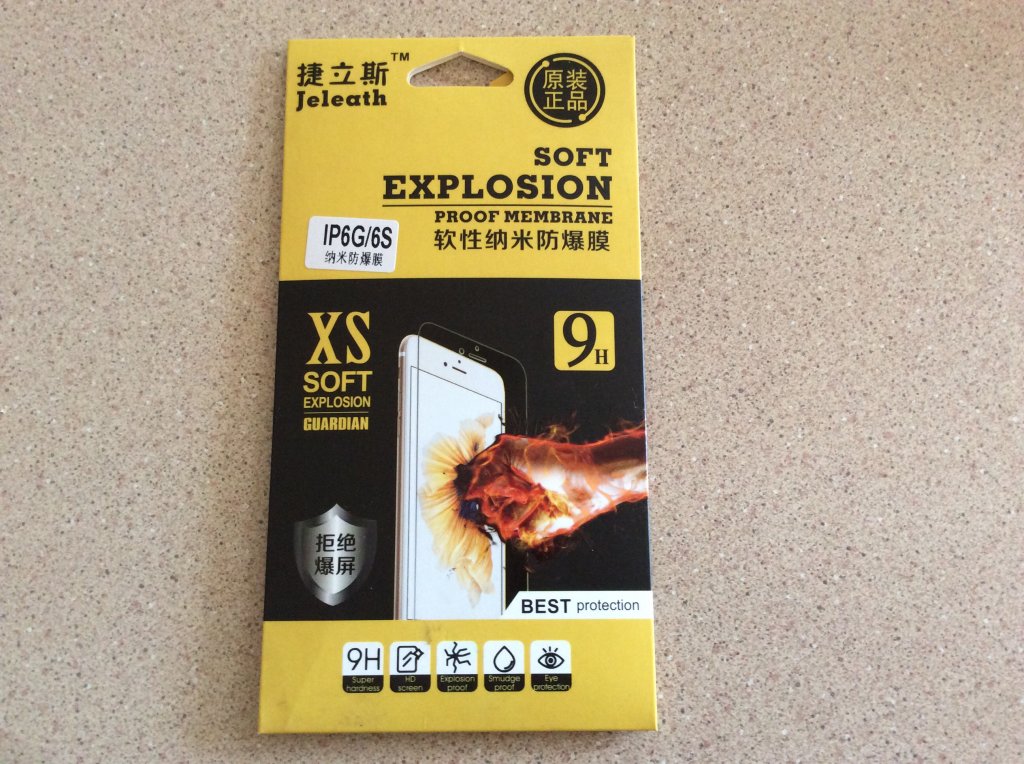 捷立斯™
Jeleath
原装
正品
SOFT
EXPLOSION
PROOF MEMBRANE
软性纳米防爆膜
IP6G/6S
纳米防爆膜
XS
SOFT
EXPLOSION
GUARDIAN
9H
拒绝
爆屏
BEST protection
9H
Super
hardness
HD
screen
Explosion
proof
Smudge
proof
Eye
protection